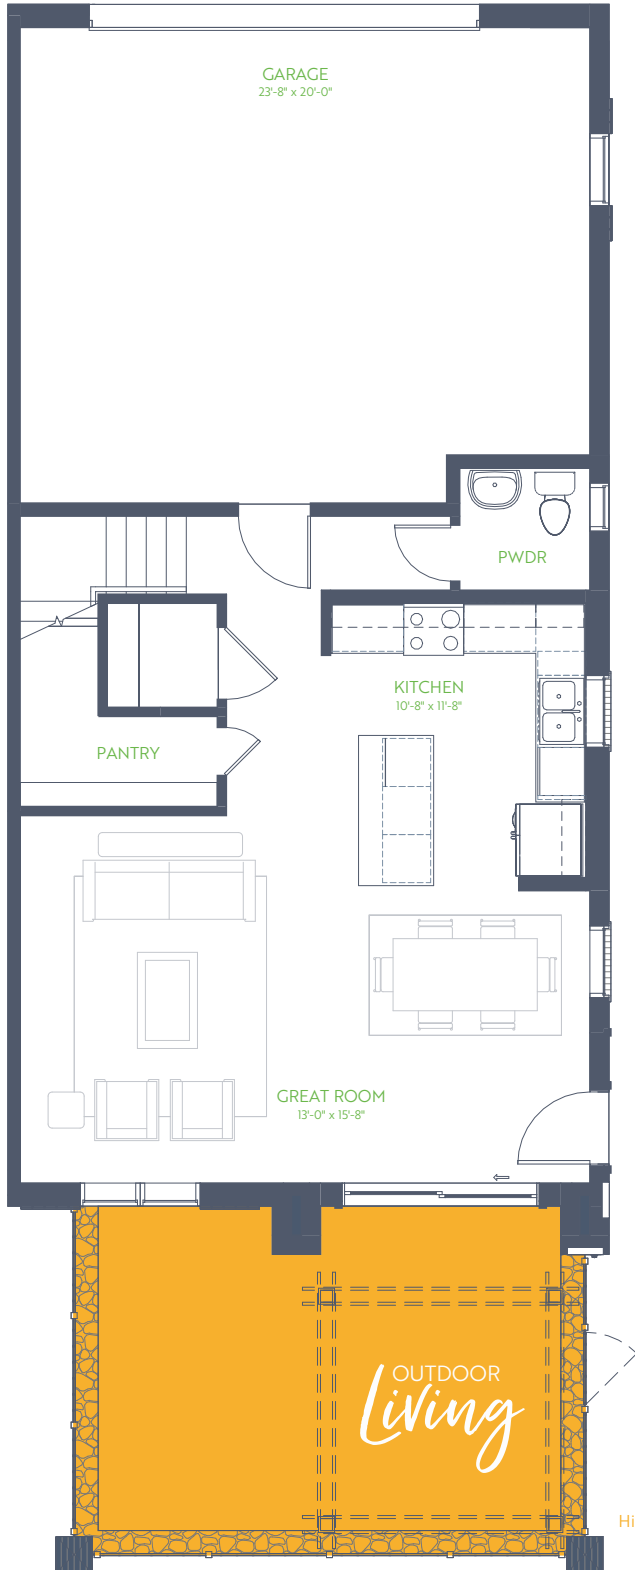 GARAGE
23'-8" x 20'-0"
PWDR
KITCHEN
10'-8" x 11'-8"
PANTRY
GREAT ROOM
13'-0" x 15'-8"
OUTDOOR
Living
Hi